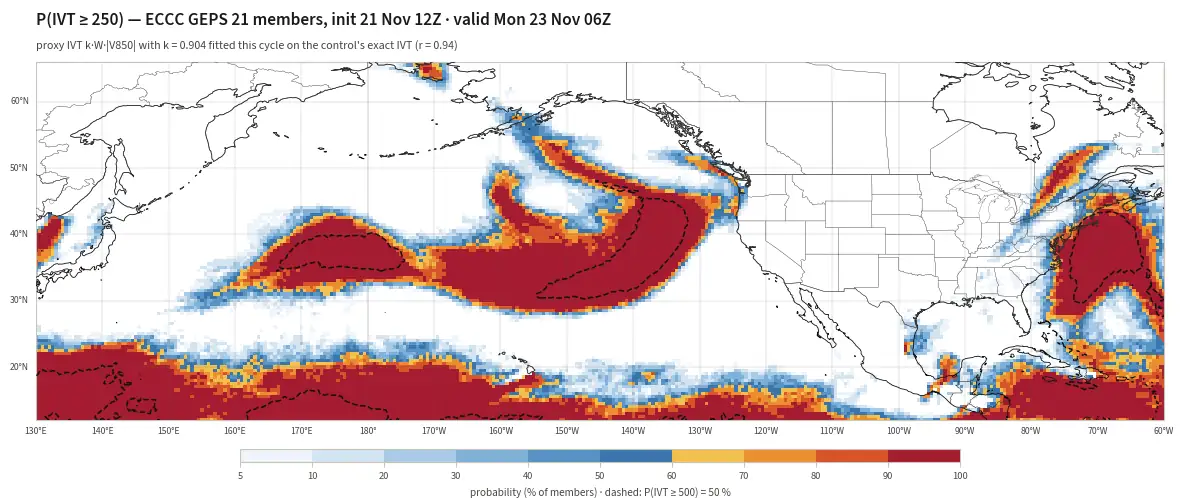 P(IVT ≥ 250) — ECCC GEPS 21 members, init 21 Nov 12Z · valid Mon 23 Nov 06Z
proxy IVT k·W·|V850| with k = 0.904 fitted this cycle on the control's exact IVT (r = 0.94)
60°N
50°N
40°N
30°N
20°N
130°E 140°E 150°E 160°E 170°E 180° 170°W 160°W 150°W 140°W 130°W 120°W 110°W 100°W 90°W 80°W 70°W 60°W
5 10 20 30 40 50 60 70 80 90 100
probability (% of members) · dashed: P(IVT ≥ 500) = 50 %